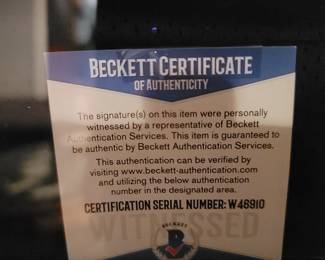 BECKETT CERTIFICATE
OF AUTHENTICITY
The signature(s) on this item were personally
witnessed by a representative of Beckett
Authentication Services. This item is guaranteed to
be authentic by Beckett Authentication Services.
This authentication can be verified by
visiting www.beckett-authentication.com
and utilizing the below authentication
number in the designated area.
CERTIFICATION SERIAL NUMBER: W46910
WITNESSED
BECKETT
B